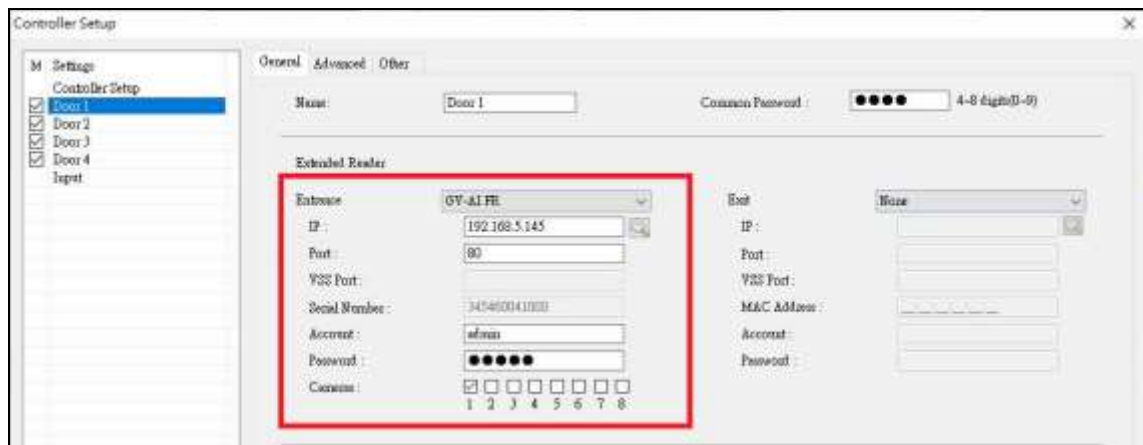 Controller Setup
M Settings
Controller Setup
Door 1
Door 2
Door 3
Door 4
Input
General Advanced Other
Name: Door 1
Common Password : ●●●● 4~8 digits(0~9)
Extended Reader
Entrance GV-AI FR
IP : 192.168.5.145
Port : 80
VSS Port :
Serial Number :
Account : admin
Password : ●●●●●
Cameras :
1 2 3 4 5 6 7 8
Exit None
IP :
Port :
VSS Port :
MAC Address :
Account :
Password :